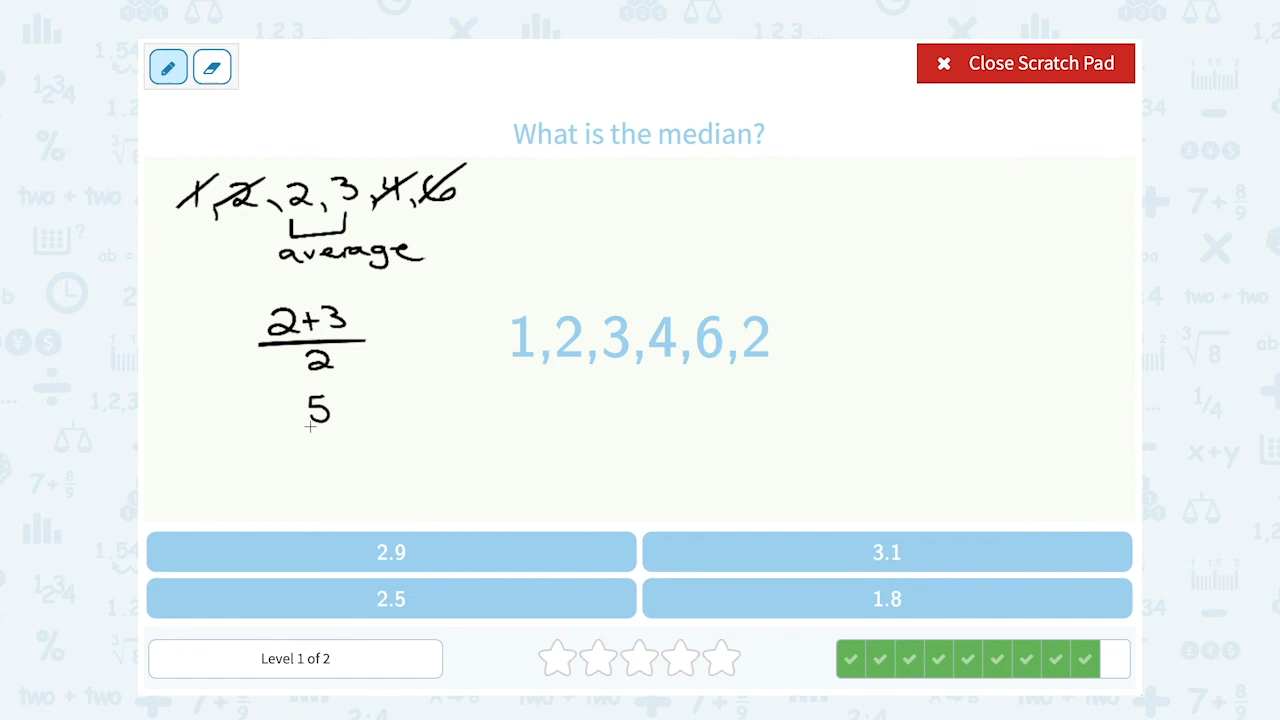 Close Scratch Pad
What is the median?
1,2,2,3,4,6
average
2+3
2
5
1,2,3,4,6,2
2.9
3.1
2.5
1.8
Level 1 of 2